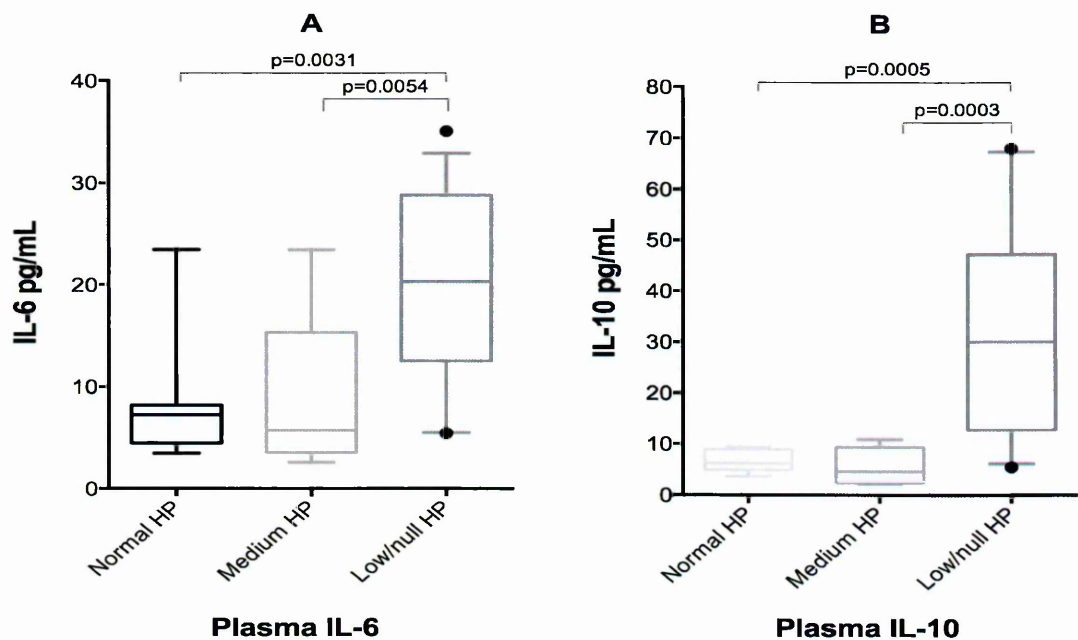 A
p=0.0031
p=0.0054
40
30
20
10
0
IL-6 pg/mL
Normal HP
Medium HP
Low/null HP
Plasma IL-6
B
p=0.0005
p=0.0003
80
70
60
50
40
30
20
10
0
IL-10 pg/mL
Normal HP
Medium HP
Low/null HP
Plasma IL-10